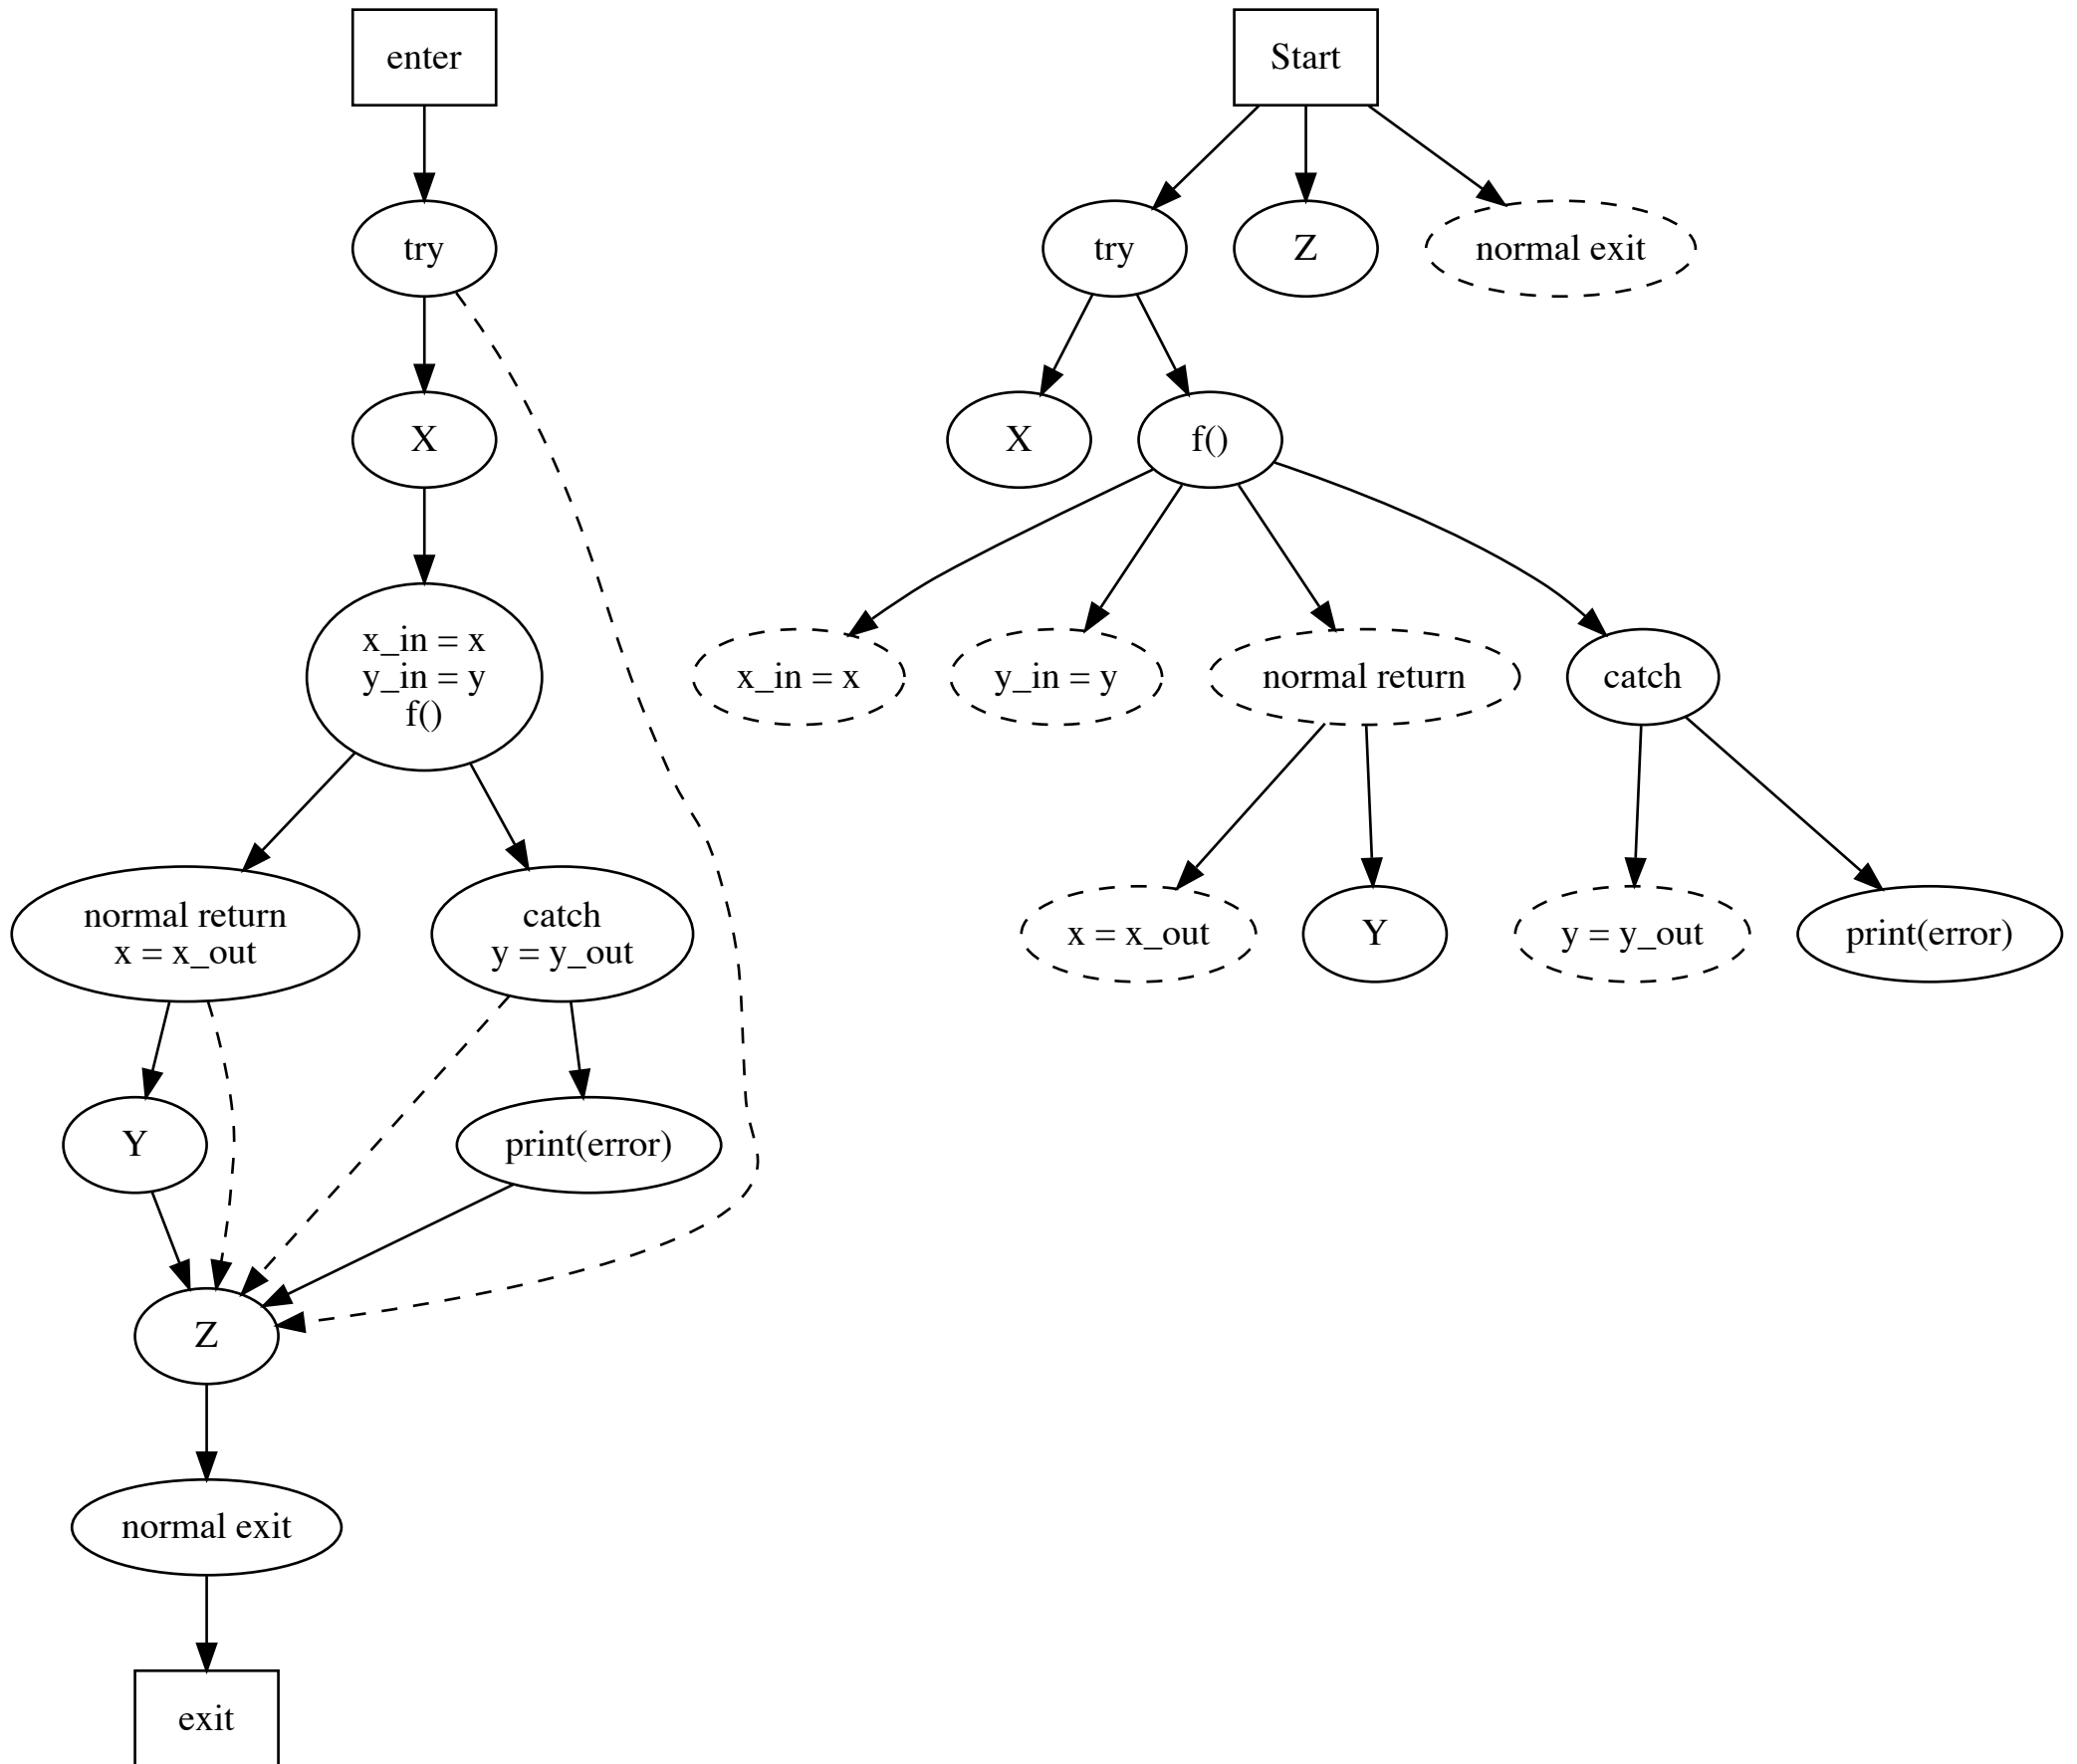 enter
try
X
x_in = x
y_in = y
f()
normal return
x = x_out
catch
y = y_out
Y
print(error)
Z
normal exit
exit
Start
try
Z
normal exit
X
f()
x_in = x
y_in = y
normal return
catch
x = x_out
Y
y = y_out
print(error)